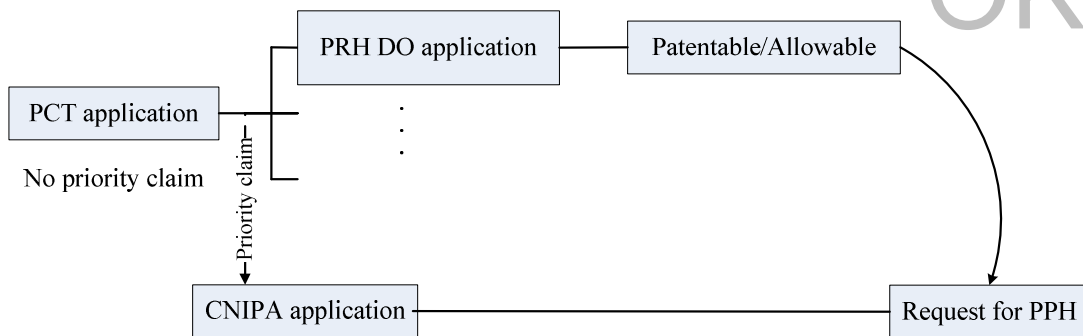 PRH DO application
Patentable/Allowable
PCT application
No priority claim
Priority claim
CNIPA application
Request for PPH